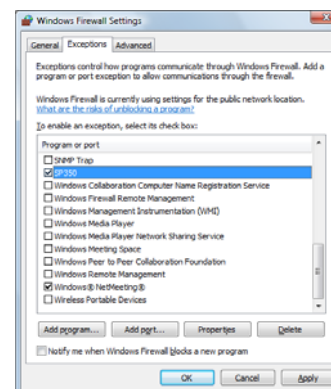 Windows Firewall Settings
General Exceptions Advanced
Exceptions control how programs communicate through Windows Firewall. Add a
program or port exception to allow communications through the firewall.
Windows Firewall is currently using settings for the public network location.
What are the risks of unblocking a program?
To enable an exception, select its check box:
Program or port
SNMP Trap
SP350
Windows Collaboration Computer Name Registration Service
Windows Firewall Remote Management
Windows Management Instrumentation (WMI)
Windows Media Player
Windows Media Player Network Sharing Service
Windows Meeting Space
Windows Peer to Peer Collaboration Foundation
Windows Remote Management
Windows® NetMeeting®
Wireless Portable Devices
Add program... Add port... Properties Delete
Notify me when Windows Firewall blocks a new program
OK Cancel Apply